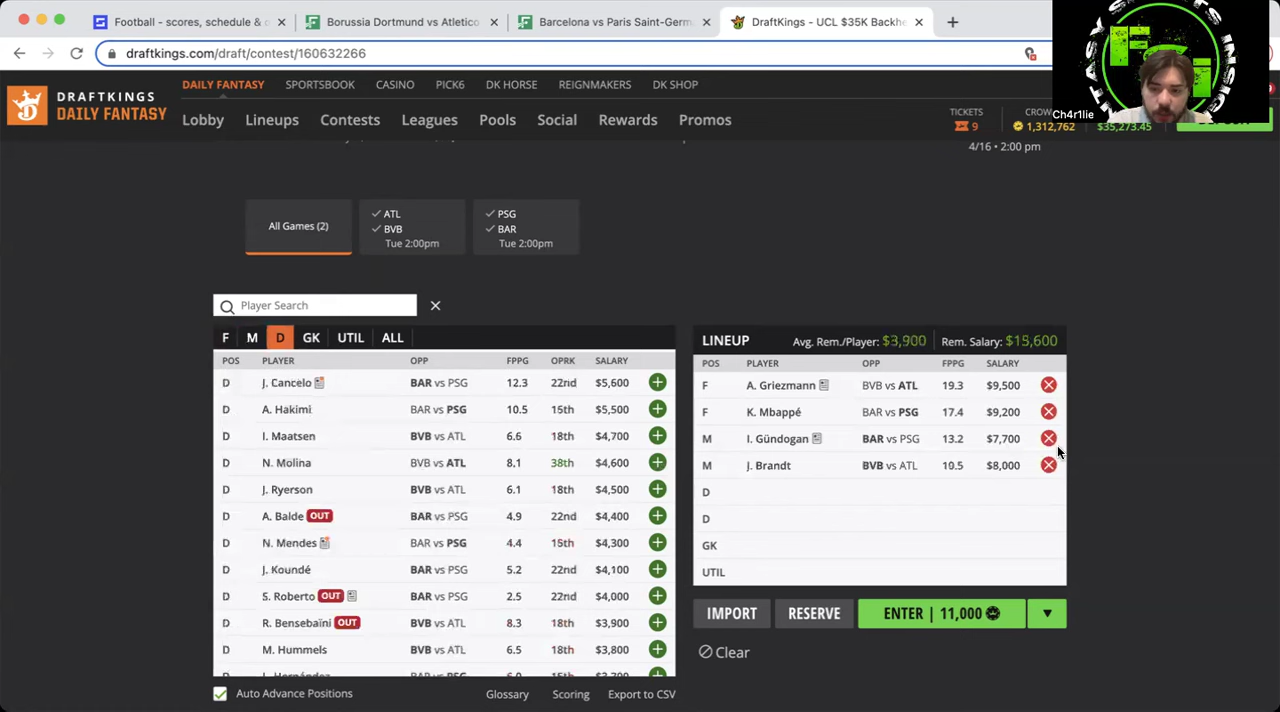 Football - scores, schedule &
Borussia Dortmund vs Atletico
Barcelona vs Paris Saint-Germ
DraftKings - UCL $35K Backhe
draftkings.com/draft/contest/160632266
FSI
Ch4r1lie
DRAFTKINGS
DAILY FANTASY
DAILY FANTASY SPORTSBOOK CASINO PICK6 DK HORSE REIGNMAKERS DK SHOP
Lobby Lineups Contests Leagues Pools Social Rewards Promos
TICKETS
9
CROW
1,312,762
$35,273.45
4/16 • 2:00 pm
All Games (2)
ATL
BVB
Tue 2:00pm
PSG
BAR
Tue 2:00pm
Player Search
F M D GK UTIL ALL
POS PLAYER OPP FPPG OPRK SALARY
D J. Cancelo BAR vs PSG 12.3 22nd $5,600
D A. Hakimi BAR vs PSG 10.5 15th $5,500
D I. Maatsen BVB vs ATL 6.6 18th $4,700
D N. Molina BVB vs ATL 8.1 38th $4,600
D J. Ryerson BVB vs ATL 6.1 18th $4,500
D A. Balde OUT BAR vs PSG 4.9 22nd $4,400
D N. Mendes BAR vs PSG 4.4 15th $4,300
D J. Koundé BAR vs PSG 5.2 22nd $4,100
D S. Roberto OUT BAR vs PSG 2.5 22nd $4,000
D R. Bensebaïni OUT BVB vs ATL 8.3 18th $3,900
D M. Hummels BVB vs ATL 6.5 18th $3,800
Auto Advance Positions Glossary Scoring Export to CSV
LINEUP Avg. Rem./Player: $3,900 Rem. Salary: $15,600
POS PLAYER OPP FPPG SALARY
F A. Griezmann BVB vs ATL 19.3 $9,500
F K. Mbappé BAR vs PSG 17.4 $9,200
M I. Gündogan BAR vs PSG 13.2 $7,700
M J. Brandt BVB vs ATL 10.5 $8,000
D
D
GK
UTIL
IMPORT RESERVE ENTER | 11,000
Clear